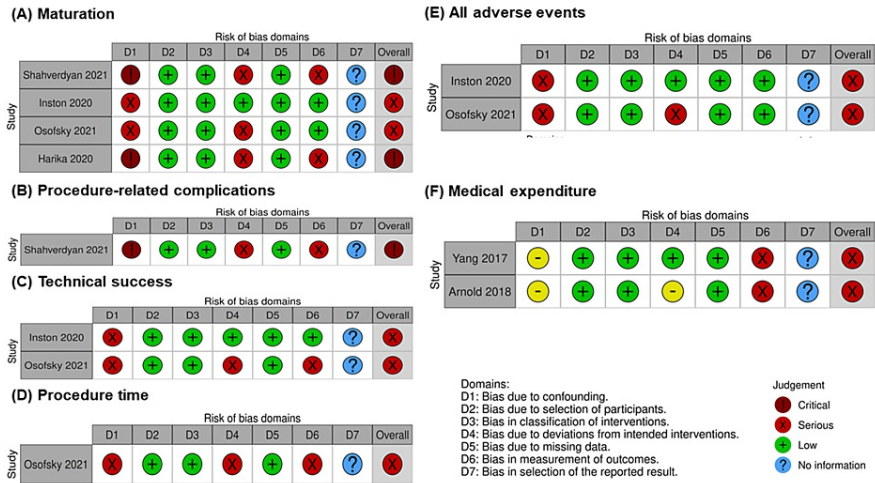 (A) Maturation
Risk of bias domains
D1 D2 D3 D4 D5 D6 D7 Overall
Study
Shahverdyan 2021 ! + + X + X ? !
Inston 2020 X + + + + + ? X
Osofsky 2021 X + + X + + ? X
Harika 2020 ! + + X + X ? !
(B) Procedure-related complications
Risk of bias domains
D1 D2 D3 D4 D5 D6 D7 Overall
Study
Shahverdyan 2021 ! + + X + X ? !
(C) Technical success
Risk of bias domains
D1 D2 D3 D4 D5 D6 D7 Overall
Study
Inston 2020 X + + + + + ? X
Osofsky 2021 X + + X + X ? X
(D) Procedure time
Risk of bias domains
D1 D2 D3 D4 D5 D6 D7 Overall
Study
Osofsky 2021 X + + X + X ? X
(E) All adverse events
Risk of bias domains
D1 D2 D3 D4 D5 D6 D7 Overall
Study
Inston 2020 X + + + + + ? X
Osofsky 2021 X + + X + + ? X
(F) Medical expenditure
Risk of bias domains
D1 D2 D3 D4 D5 D6 D7 Overall
Study
Yang 2017 - + + + + X ? X
Arnold 2018 - + + - + X ? X
Domains:
D1: Bias due to confounding.
D2: Bias due to selection of participants.
D3: Bias in classification of interventions.
D4: Bias due to deviations from intended interventions.
D5: Bias due to missing data.
D6: Bias in measurement of outcomes.
D7: Bias in selection of the reported result.
Judgement
! Critical
X Serious
+ Low
? No information